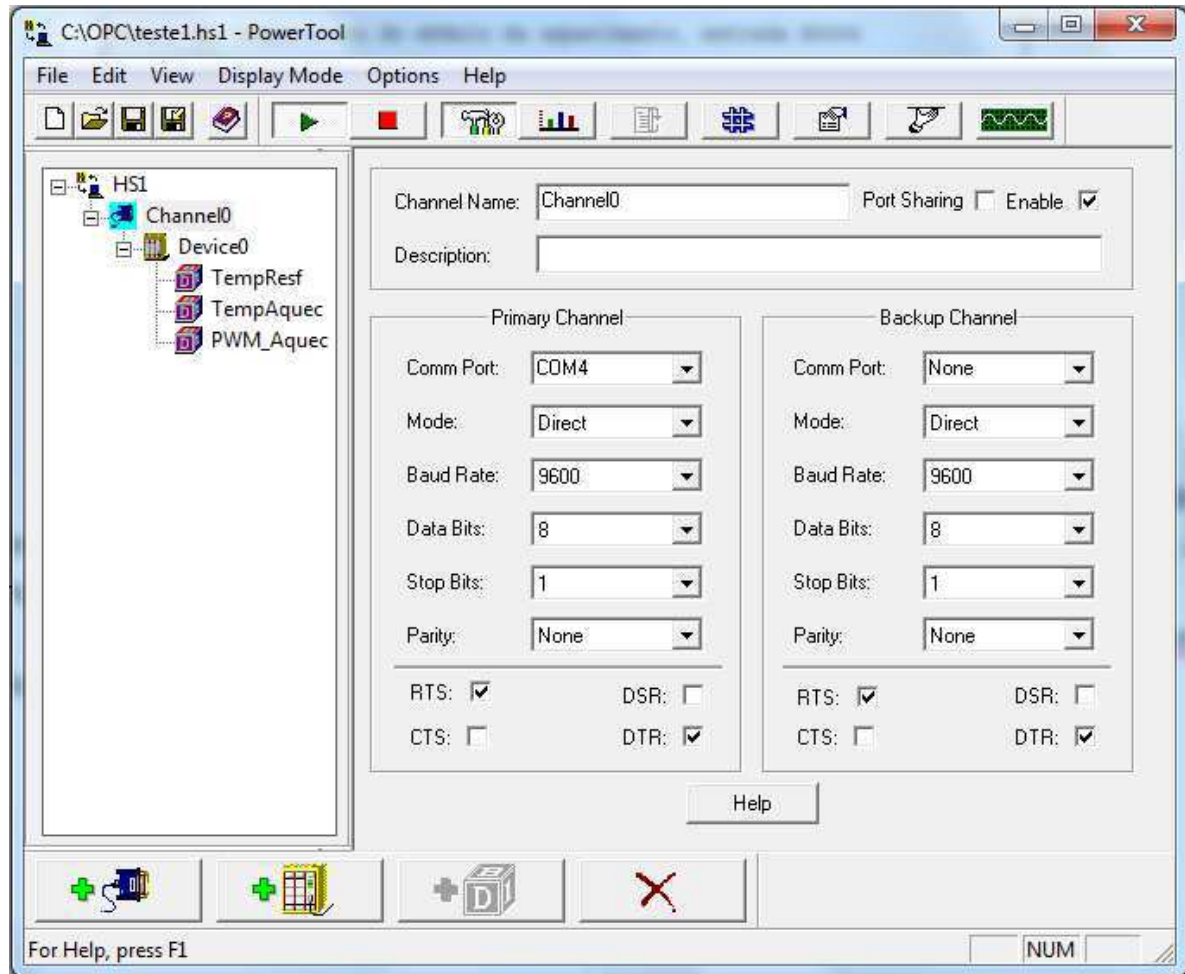 C:\OPC\teste1.hs1 - PowerTool
File Edit View Display Mode Options Help
HS1
Channel0
Device0
TempResf
TempAquec
PWM_Aquec
Channel Name: Channel0 Port Sharing Enable
Description:
Primary Channel
Comm Port: COM4
Mode: Direct
Baud Rate: 9600
Data Bits: 8
Stop Bits: 1
Parity: None
RTS: DSR:
CTS: DTR:
Backup Channel
Comm Port: None
Mode: Direct
Baud Rate: 9600
Data Bits: 8
Stop Bits: 1
Parity: None
RTS: DSR:
CTS: DTR:
Help
For Help, press F1 NUM